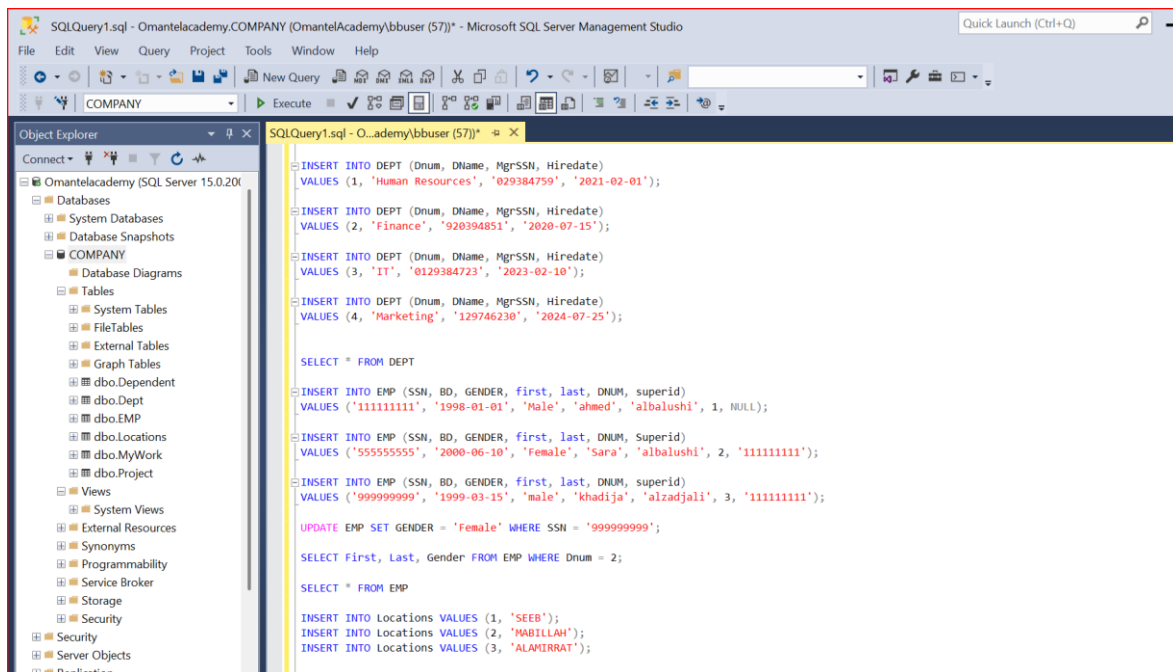 SQLQuery1.sql - Omantelacademy.COMPANY (OmantelAcademy\bbuser (57))* - Microsoft SQL Server Management Studio
Quick Launch (Ctrl+Q)
File Edit View Query Project Tools Window Help
New Query
COMPANY
Execute
Object Explorer
Connect
Omantelacademy (SQL Server 15.0.200
Databases
System Databases
Database Snapshots
COMPANY
Database Diagrams
Tables
System Tables
FileTables
External Tables
Graph Tables
dbo.Dependent
dbo.Dept
dbo.EMP
dbo.Locations
dbo.MyWork
dbo.Project
Views
System Views
External Resources
Synonyms
Programmability
Service Broker
Storage
Security
Security
Server Objects
Replication
SQLQuery1.sql - O...ademy\bbuser (57))*
INSERT INTO DEPT (Dnum, DName, MgrSSN, Hiredate)
VALUES (1, 'Human Resources', '029384759', '2021-02-01');
INSERT INTO DEPT (Dnum, DName, MgrSSN, Hiredate)
VALUES (2, 'Finance', '920394851', '2020-07-15');
INSERT INTO DEPT (Dnum, DName, MgrSSN, Hiredate)
VALUES (3, 'IT', '0129384723', '2023-02-10');
INSERT INTO DEPT (Dnum, DName, MgrSSN, Hiredate)
VALUES (4, 'Marketing', '129746230', '2024-07-25');
SELECT * FROM DEPT
INSERT INTO EMP (SSN, BD, GENDER, first, last, DNUM, superid)
VALUES ('111111111', '1998-01-01', 'Male', 'ahmed', 'albalushi', 1, NULL);
INSERT INTO EMP (SSN, BD, GENDER, first, last, DNUM, Superid)
VALUES ('555555555', '2000-06-10', 'Female', 'Sara', 'albalushi', 2, '111111111');
INSERT INTO EMP (SSN, BD, GENDER, first, last, DNUM, superid)
VALUES ('999999999', '1999-03-15', 'male', 'khadija', 'alzadjali', 3, '111111111');
UPDATE EMP SET GENDER = 'Female' WHERE SSN = '999999999';
SELECT First, Last, Gender FROM EMP WHERE Dnum = 2;
SELECT * FROM EMP
INSERT INTO Locations VALUES (1, 'SEEB');
INSERT INTO Locations VALUES (2, 'MABILLAH');
INSERT INTO Locations VALUES (3, 'ALAMIRRAT');